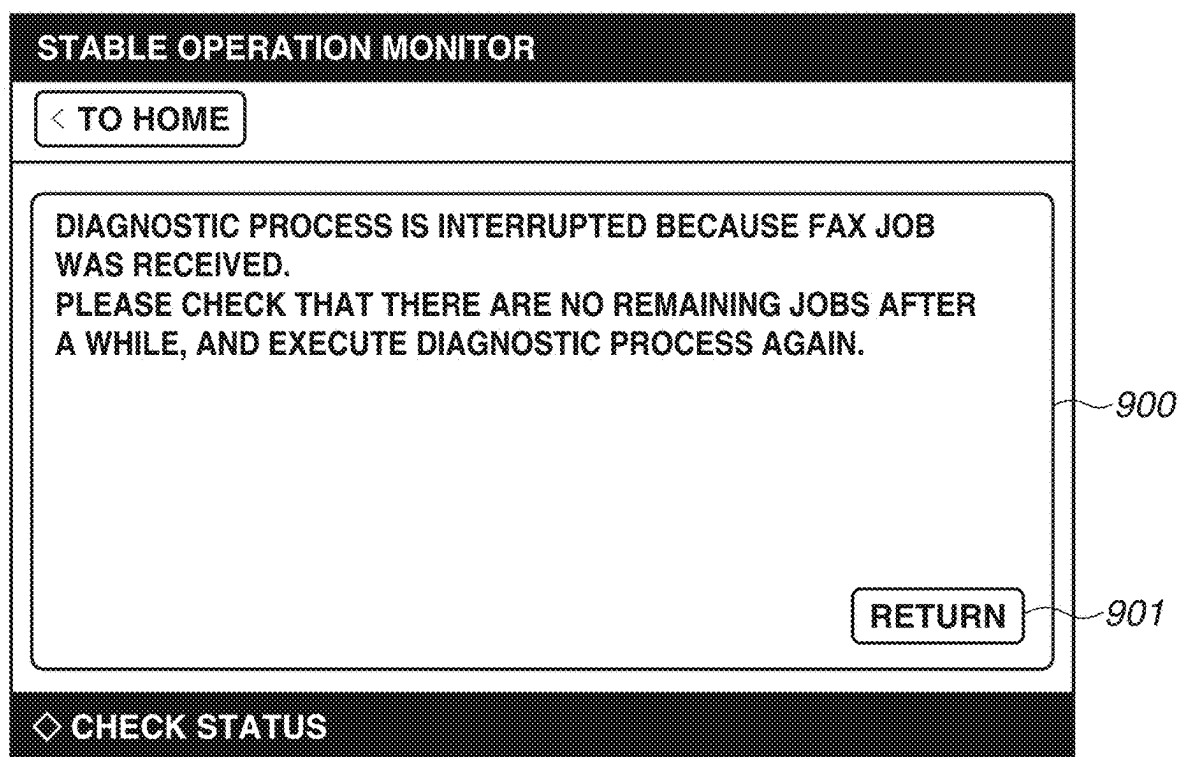 STABLE OPERATION MONITOR
< TO HOME
DIAGNOSTIC PROCESS IS INTERRUPTED BECAUSE FAX JOB
WAS RECEIVED.
PLEASE CHECK THAT THERE ARE NO REMAINING JOBS AFTER
A WHILE, AND EXECUTE DIAGNOSTIC PROCESS AGAIN.
900
RETURN
901
◇ CHECK STATUS